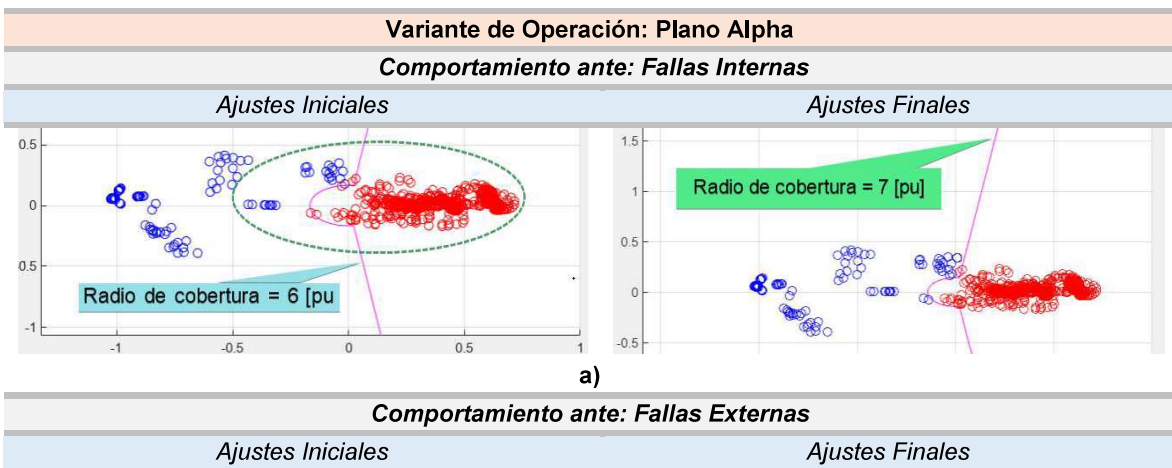 Variante de Operación: Plano Alpha
Comportamiento ante: Fallas Internas
Ajustes Iniciales
Ajustes Finales
0.5
0
0.5
-1
-1
-0.5
0
0.5
1
Radio de cobertura = 6 [pu
1.5
1
0.5
0
-0.5
Radio de cobertura = 7 [pu]
a)
Comportamiento ante: Fallas Externas
Ajustes Iniciales
Ajustes Finales